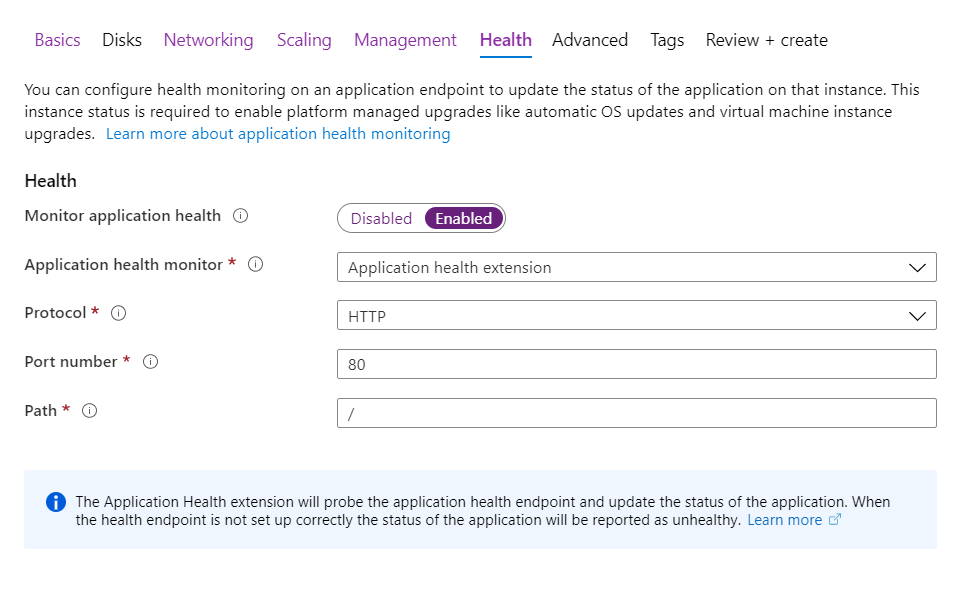 Basics Disks Networking Scaling Management Health Advanced Tags Review + create
You can configure health monitoring on an application endpoint to update the status of the application on that instance. This
instance status is required to enable platform managed upgrades like automatic OS updates and virtual machine instance
upgrades. Learn more about application health monitoring
Health
Monitor application health Disabled Enabled
Application health monitor * Application health extension
Protocol * HTTP
Port number * 80
Path * /
The Application Health extension will probe the application health endpoint and update the status of the application. When
the health endpoint is not set up correctly the status of the application will be reported as unhealthy. Learn more